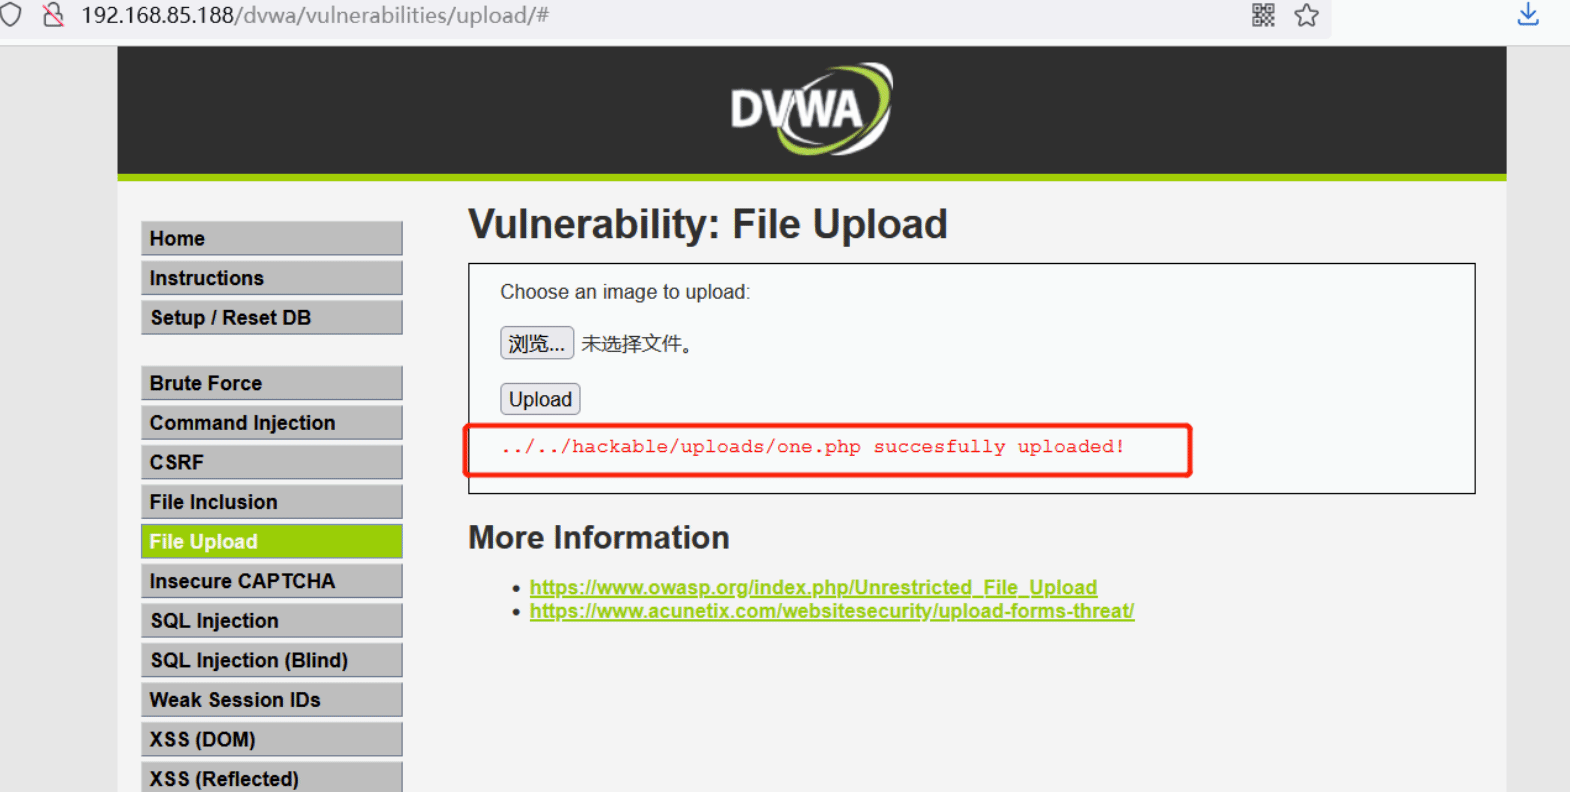 192.168.85.188/dvwa/vulnerabilities/upload/#
DVWA
Home
Instructions
Setup / Reset DB
Brute Force
Command Injection
CSRF
File Inclusion
File Upload
Insecure CAPTCHA
SQL Injection
SQL Injection (Blind)
Weak Session IDs
XSS (DOM)
XSS (Reflected)
Vulnerability: File Upload
Choose an image to upload:
浏览... 未选择文件。
Upload
../../hackable/uploads/one.php succesfully uploaded!
More Information
https://www.owasp.org/index.php/Unrestricted_File_Upload
https://www.acunetix.com/websitesecurity/upload-forms-threat/